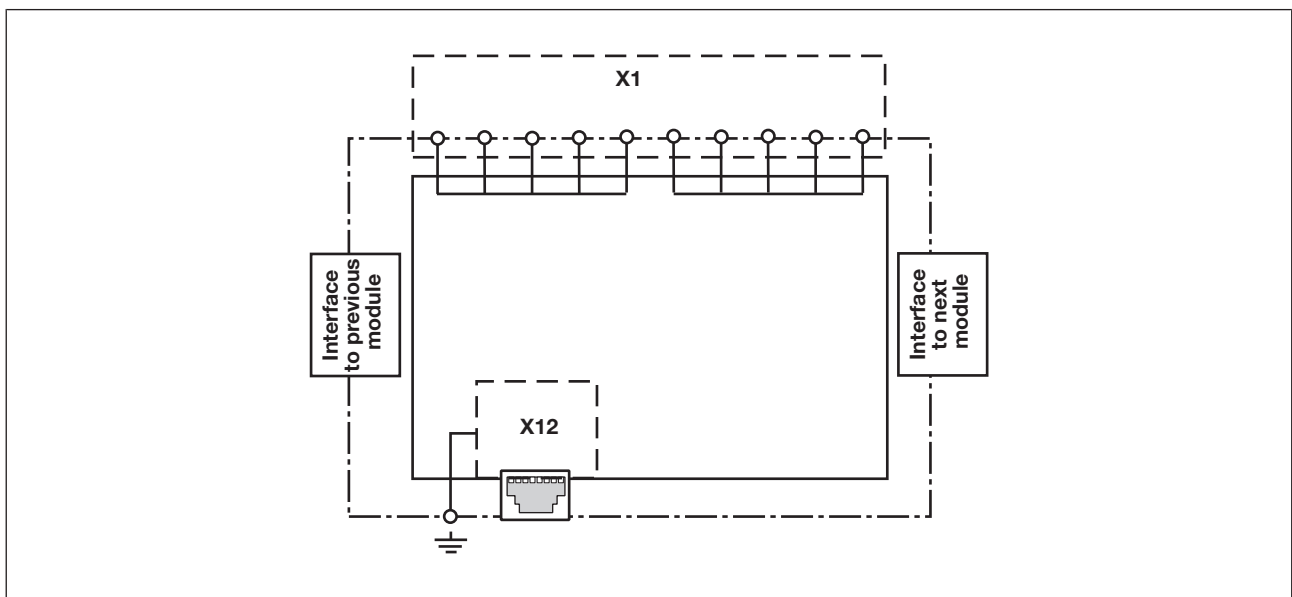 X1
Interface
to previous
module
Interface
to next
module
X12